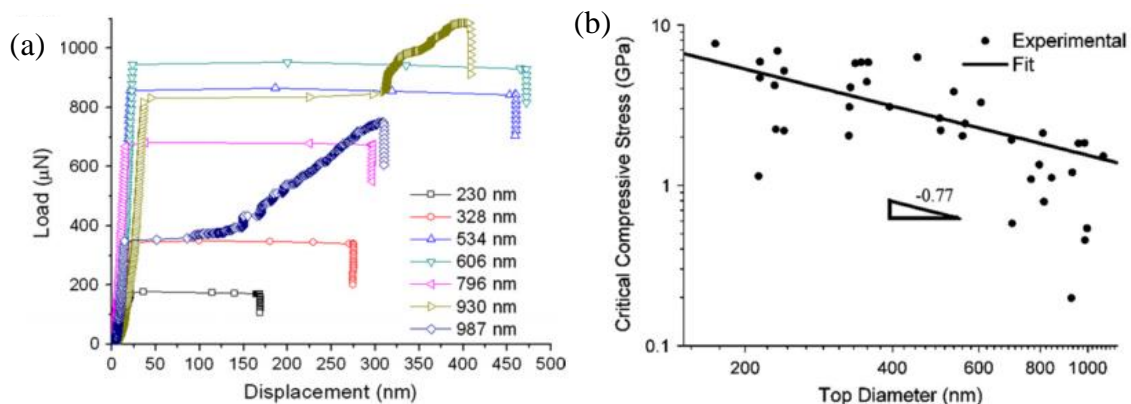 (a)
1000
800
600
400
200
0
Load (μN)
0 50 100 150 200 250 300 350 400 450 500
Displacement (nm)
230 nm
328 nm
534 nm
606 nm
796 nm
930 nm
987 nm
(b)
10
1
0.1
Critical Compressive Stress (GPa)
Experimental
Fit
-0.77
200 400 600 800 1000
Top Diameter (nm)